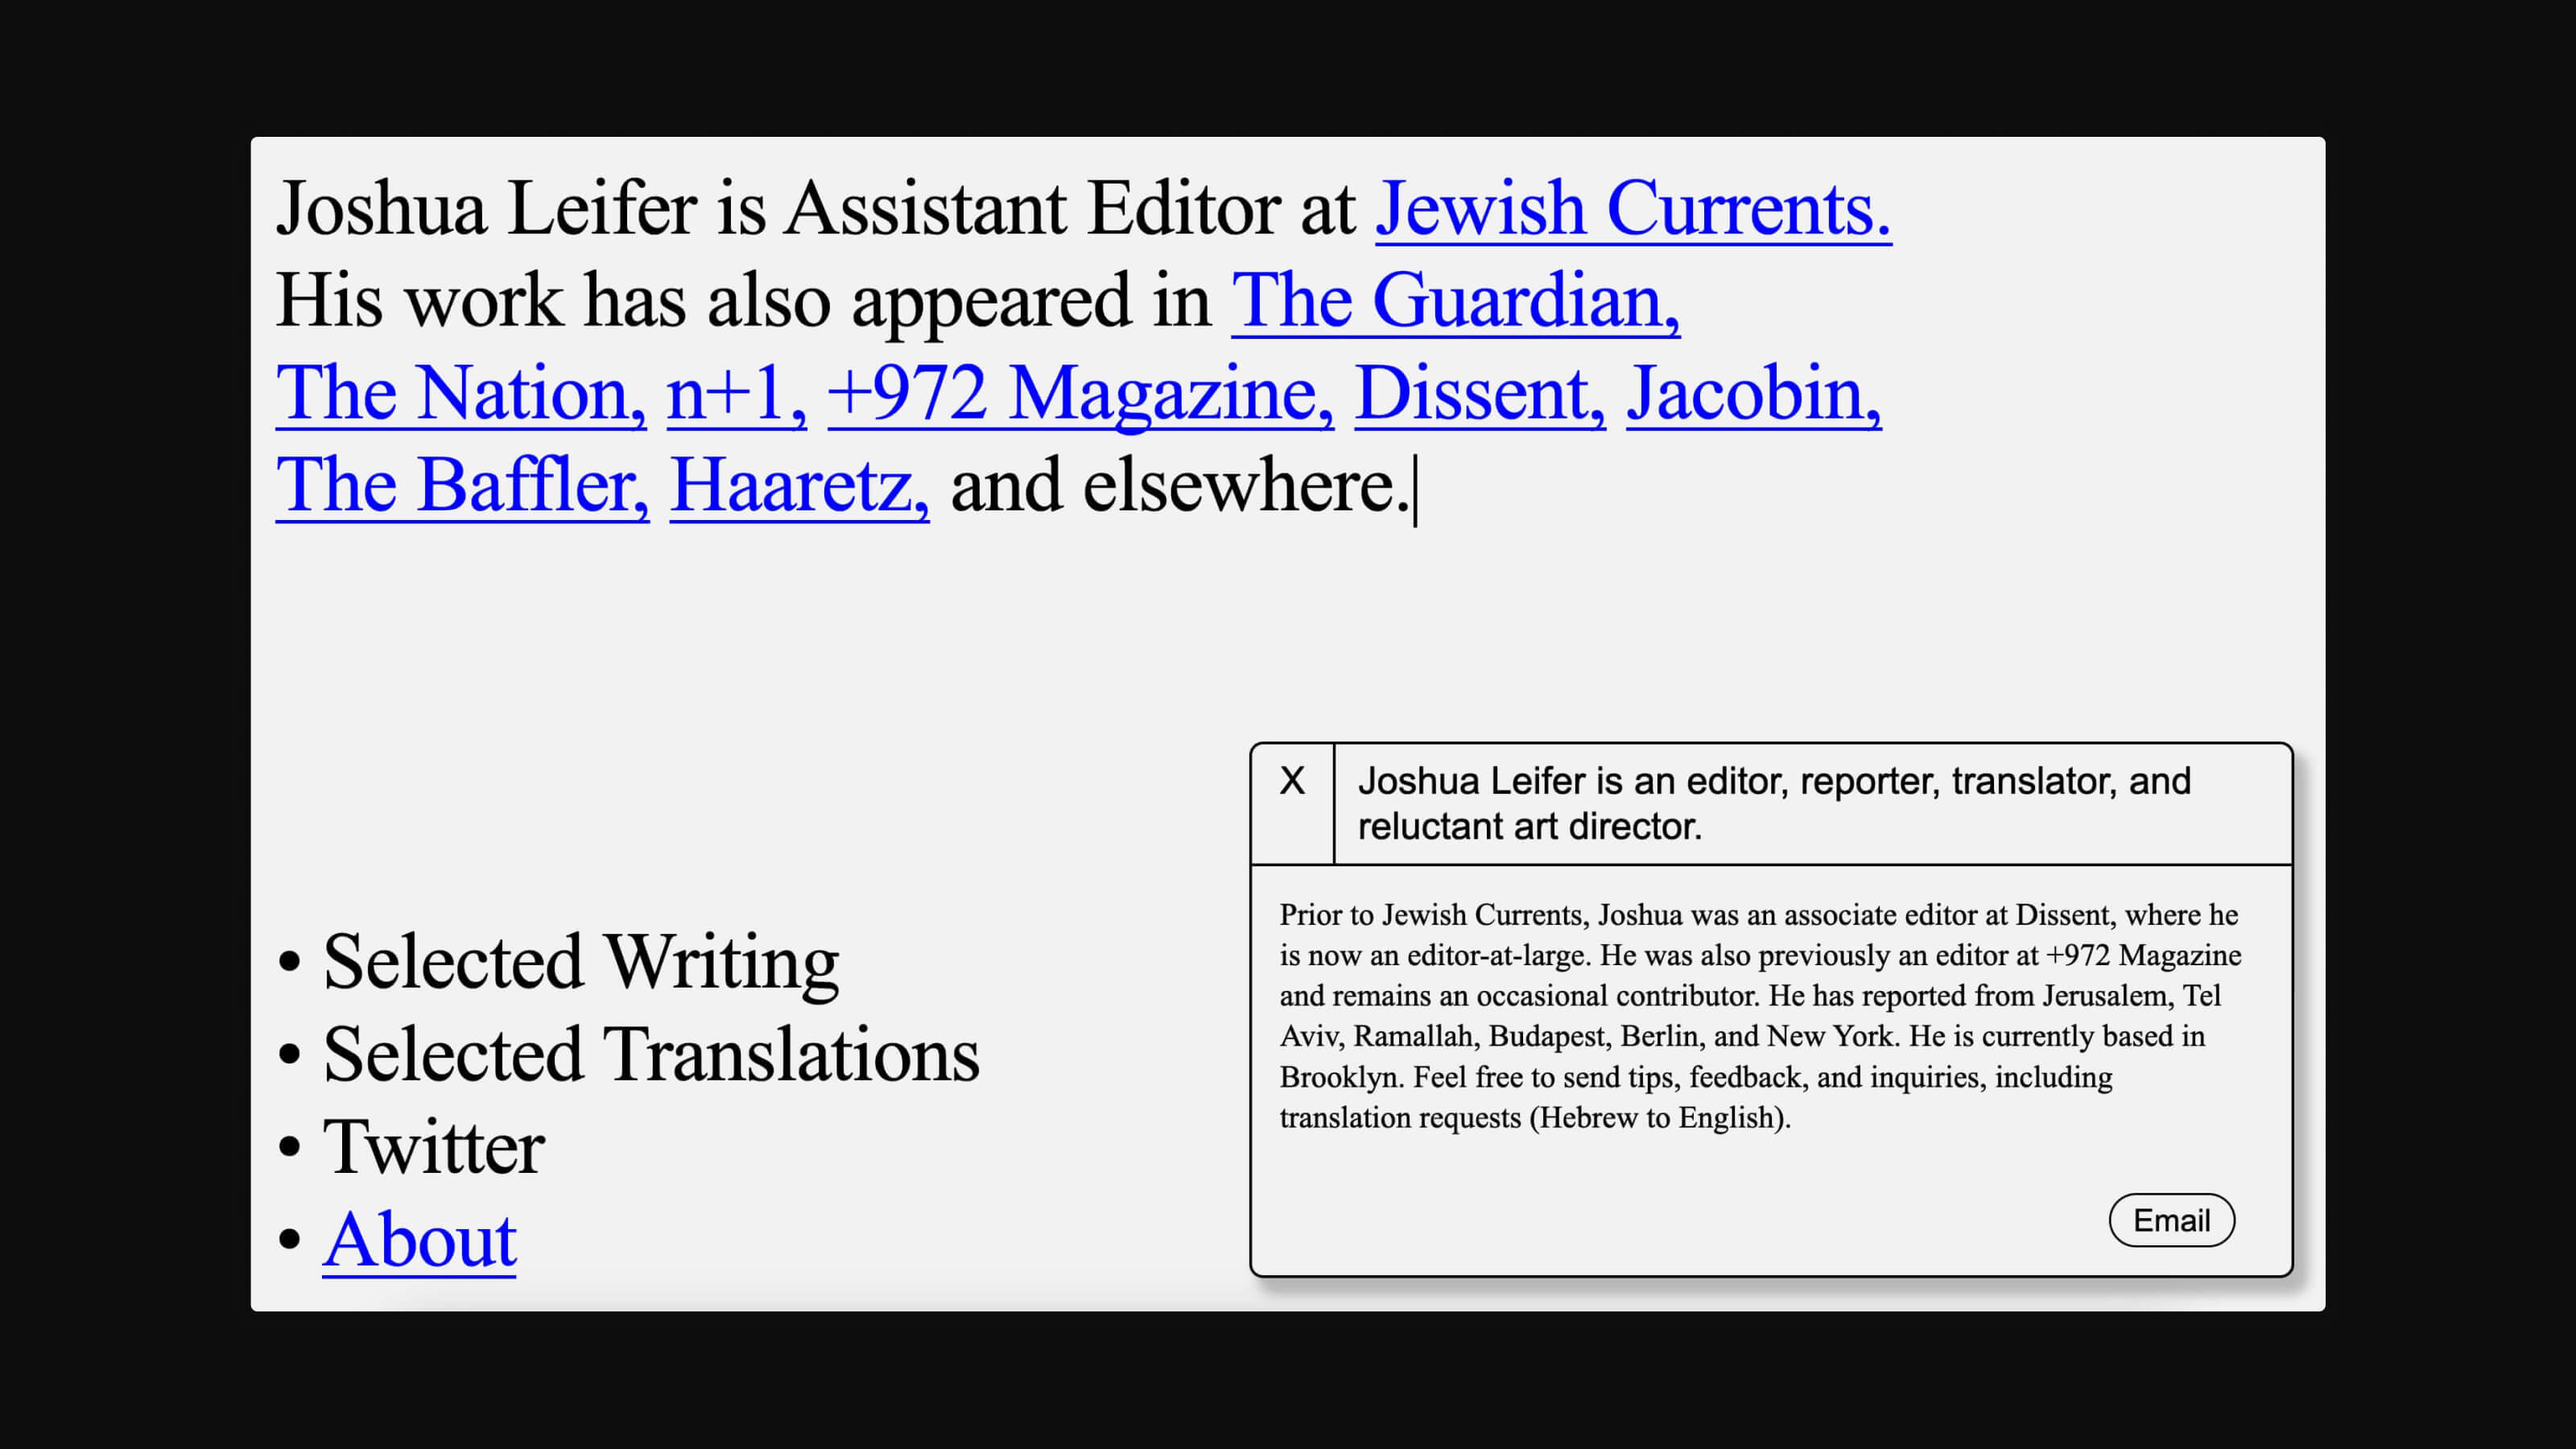 Joshua Leifer is Assistant Editor at Jewish Currents.
His work has also appeared in The Guardian,
The Nation, n+1, +972 Magazine, Dissent, Jacobin,
The Baffler, Haaretz, and elsewhere.
• Selected Writing
• Selected Translations
• Twitter
• About
X
Joshua Leifer is an editor, reporter, translator, and
reluctant art director.
Prior to Jewish Currents, Joshua was an associate editor at Dissent, where he
is now an editor-at-large. He was also previously an editor at +972 Magazine
and remains an occasional contributor. He has reported from Jerusalem, Tel
Aviv, Ramallah, Budapest, Berlin, and New York. He is currently based in
Brooklyn. Feel free to send tips, feedback, and inquiries, including
translation requests (Hebrew to English).
Email